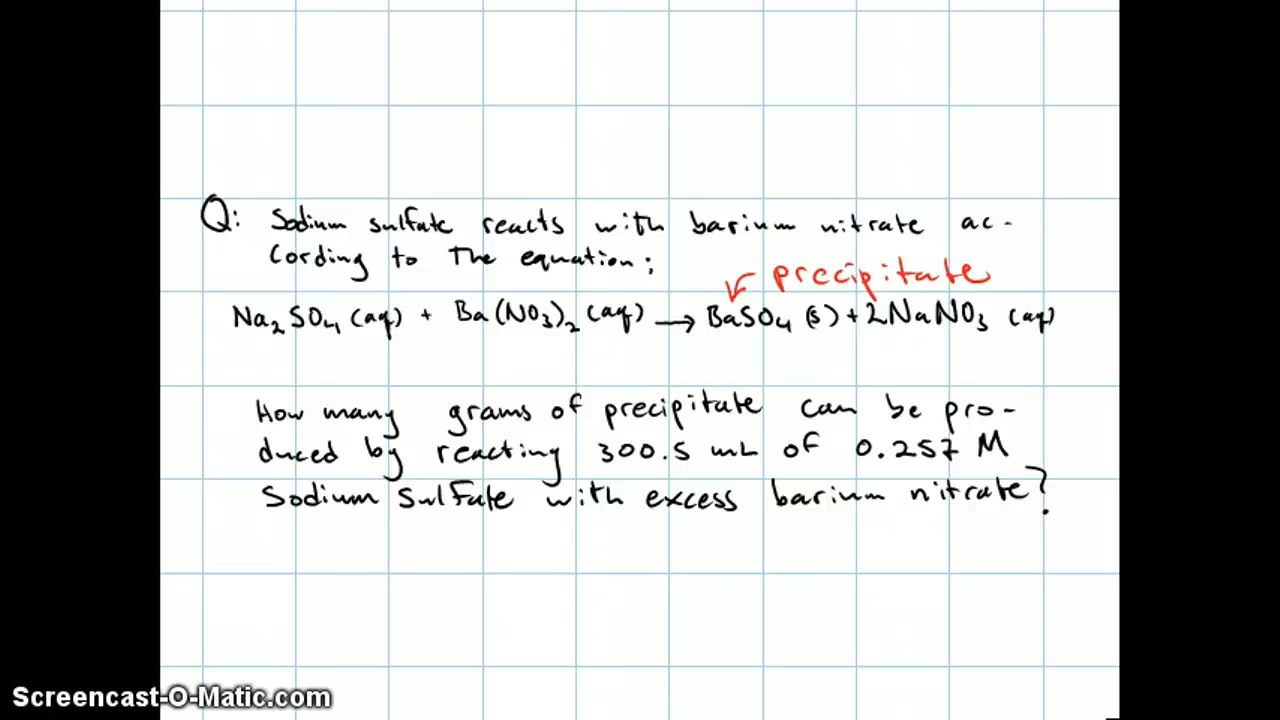 Q: Sodium sulfate reacts with barium nitrate ac-
cording to the equation:
precipitate
Na₂SO₄ (aq) + Ba(NO₃)₂ (aq) → BaSO₄ (s) + 2NaNO₃ (aq)
How many grams of precipitate can be pro-
duced by reacting 300.5 mL of 0.257 M
Sodium Sulfate with excess barium nitrate?
Screencast-O-Matic.com